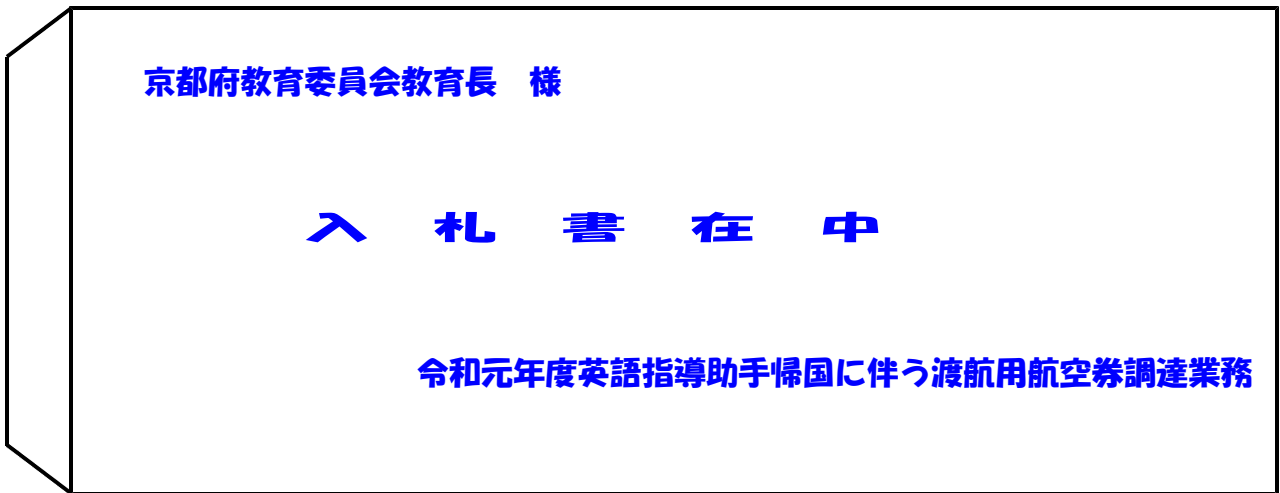 京都府教育委員会教育長　様
入　札　書　在　中
令和元年度英語指導助手帰国に伴う渡航用航空券調達業務